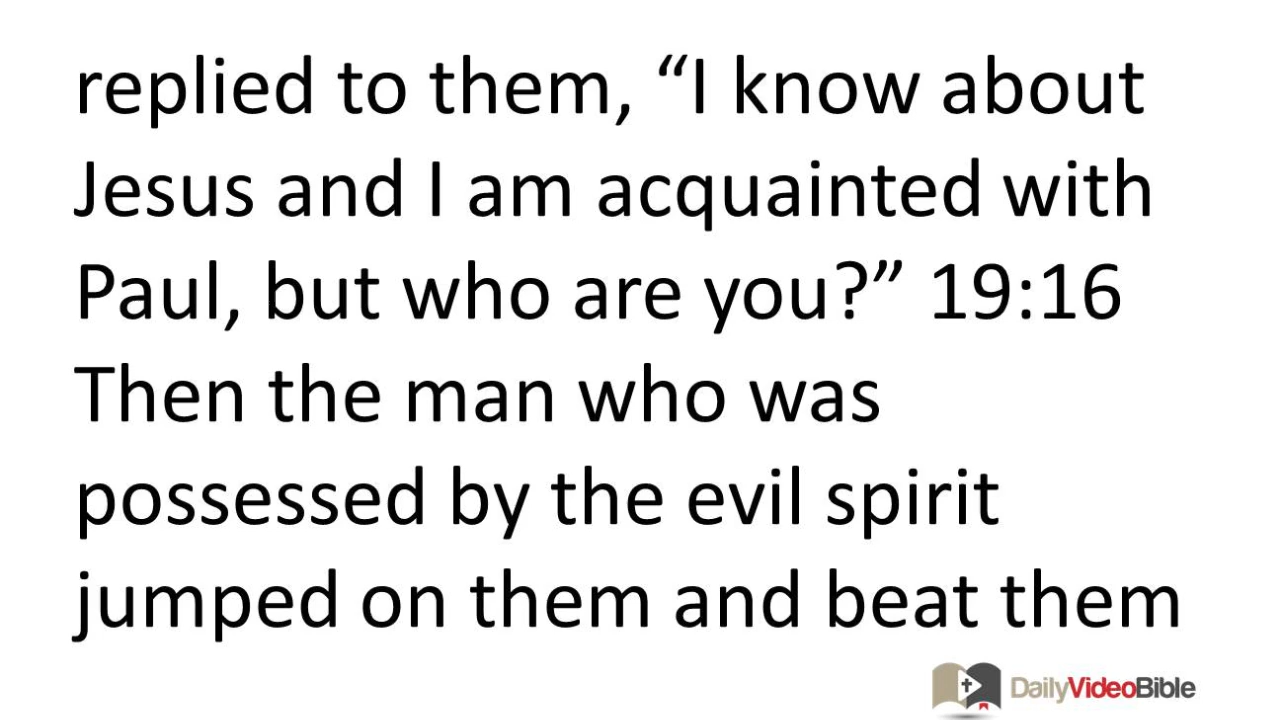 replied to them, “I know about
Jesus and I am acquainted with
Paul, but who are you?” 19:16
Then the man who was
possessed by the evil spirit
jumped on them and beat them
DailyVideoBible